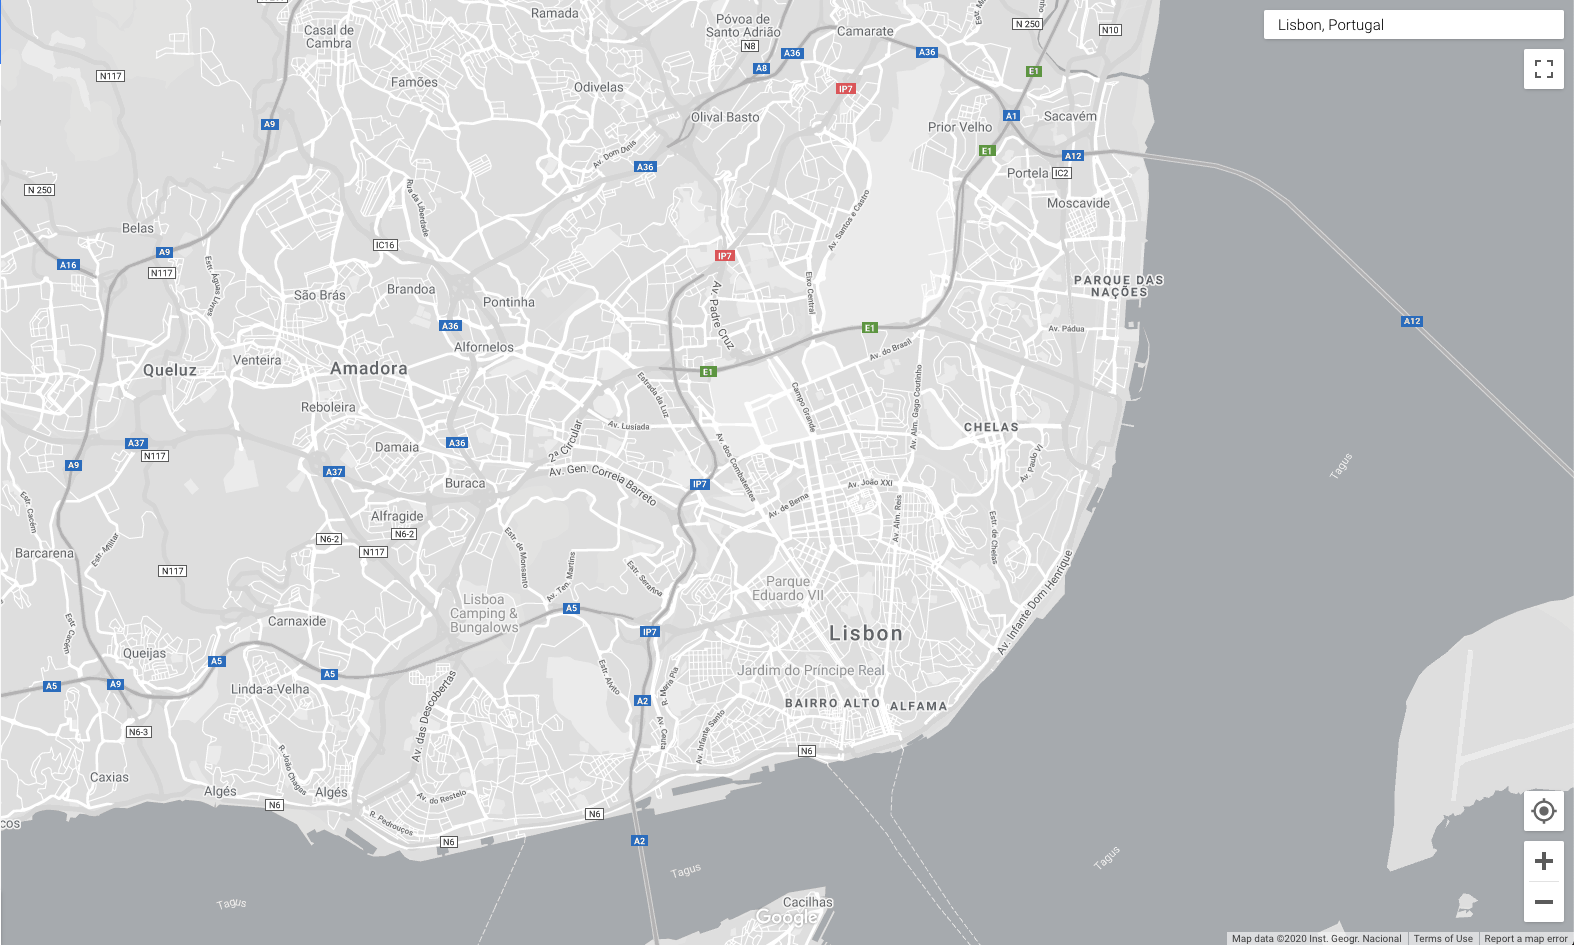 Ramada
Póvoa de
Santo Adrião
Camarate
N 250
N10
Lisbon, Portugal
Casal de
Cambra
N8
A36
A36
A8
E1
N117
Famões
Odivelas
IP7
A9
Olival Basto
Prior Velho
A1
Sacavém
Av. Dom Dinis
A36
E1
A12
Portela
IC2
N 250
Rua da Liberdade
Moscavide
Av. Santos e Castro
Belas
IC16
A9
IP7
A16
N117
Estr. Águas Livres
São Brás
Brandoa
Pontinha
Eixo Central
PARQUE DAS
NAÇÕES
Av. Padre Cruz
A36
E1
A12
Av. Pádua
Alfornelos
Av. do Brasil
Venteira
Queluz
Amadora
E1
Estrada da Luz
Campo Grande
Av. Alm. Gago Coutinho
Reboleira
Av. Lusíada
CHELAS
A37
N117
Damaia
A36
2ª Circular
Av. dos Combatentes
Av. Paulo VI
Tagus
A9
A37
Av. Gen. Correia Barreto
Buraca
IP7
Av. João XXI
Av. de Berna
Av. Alm. Reis
Estr. Cacém
Alfragide
N6-2
N6-2
N117
Estr. de Monsanto
Estr. de Chelas
Estr. Militar
Barcarena
N117
Av. Ten. Martins
Estr. Serafina
Parque
Eduardo VII
Av. Infante Dom Henrique
Lisboa
Camping &
Bungalows
A5
Estr. Cacém
Carnaxide
IP7
Lisbon
Queijas
A5
A5
Estr. Alvito
R. Maria Pia
Jardim do Príncipe Real
A5
A9
Linda-a-Velha
Av. das Descobertas
A2
BAIRRO ALTO
ALFAMA
N6-3
Av. Ceuta
Av. Infante Santo
N6
R. João Chagas
Caxias
Algés
Algés
N6
Av. do Restelo
N6
R. Pedrouços
cos
N6
A2
Tagus
Tagus
Tagus
Cacilhas
Google
Map data ©2020 Inst. Geogr. Nacional
Terms of Use
Report a map error